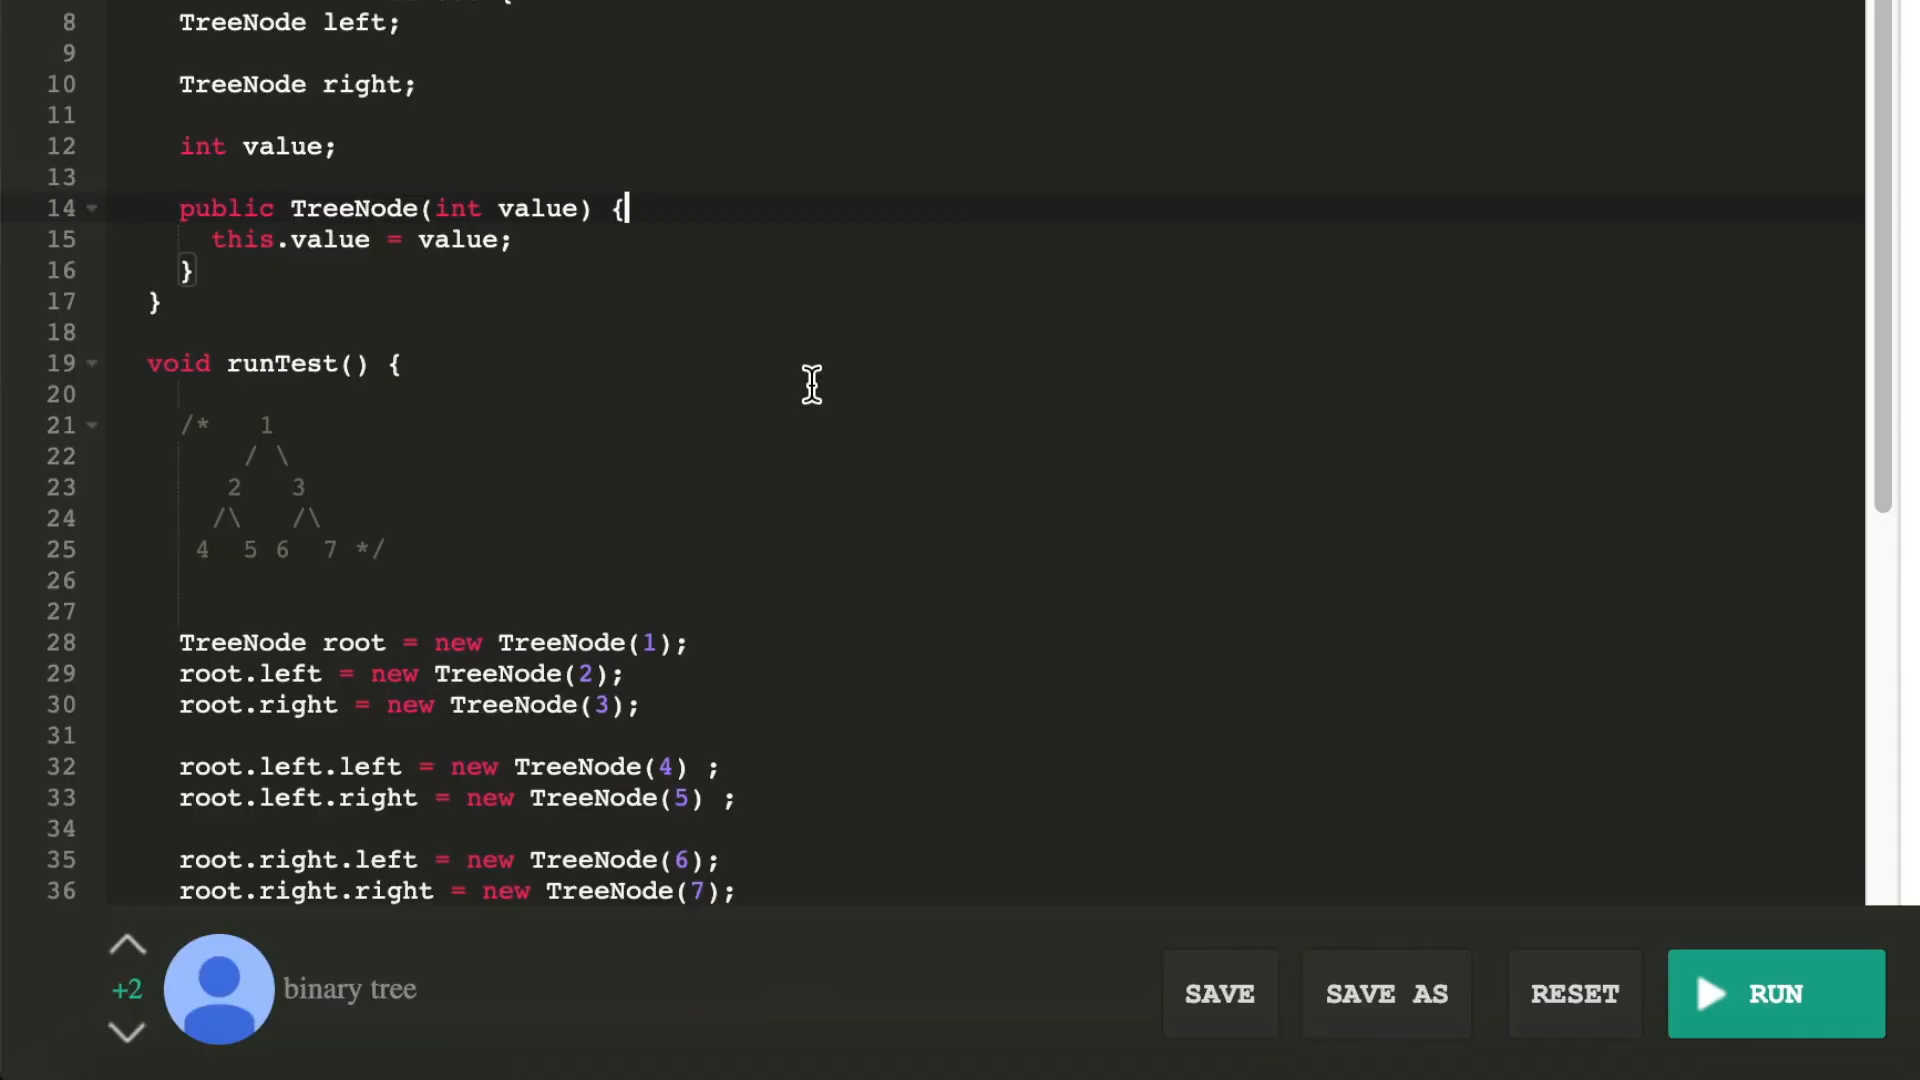 8 TreeNode left;
9
10 TreeNode right;
11
12 int value;
13
14 public TreeNode(int value) {
15 this.value = value;
16 }
17 }
18
19 void runTest() {
20
21 /* 1
22 / \
23 2 3
24 /\ /\
25 4 5 6 7 */
26
27
28 TreeNode root = new TreeNode(1);
29 root.left = new TreeNode(2);
30 root.right = new TreeNode(3);
31
32 root.left.left = new TreeNode(4) ;
33 root.left.right = new TreeNode(5) ;
34
35 root.right.left = new TreeNode(6);
36 root.right.right = new TreeNode(7);
+2 binary tree SAVE SAVE AS RESET RUN